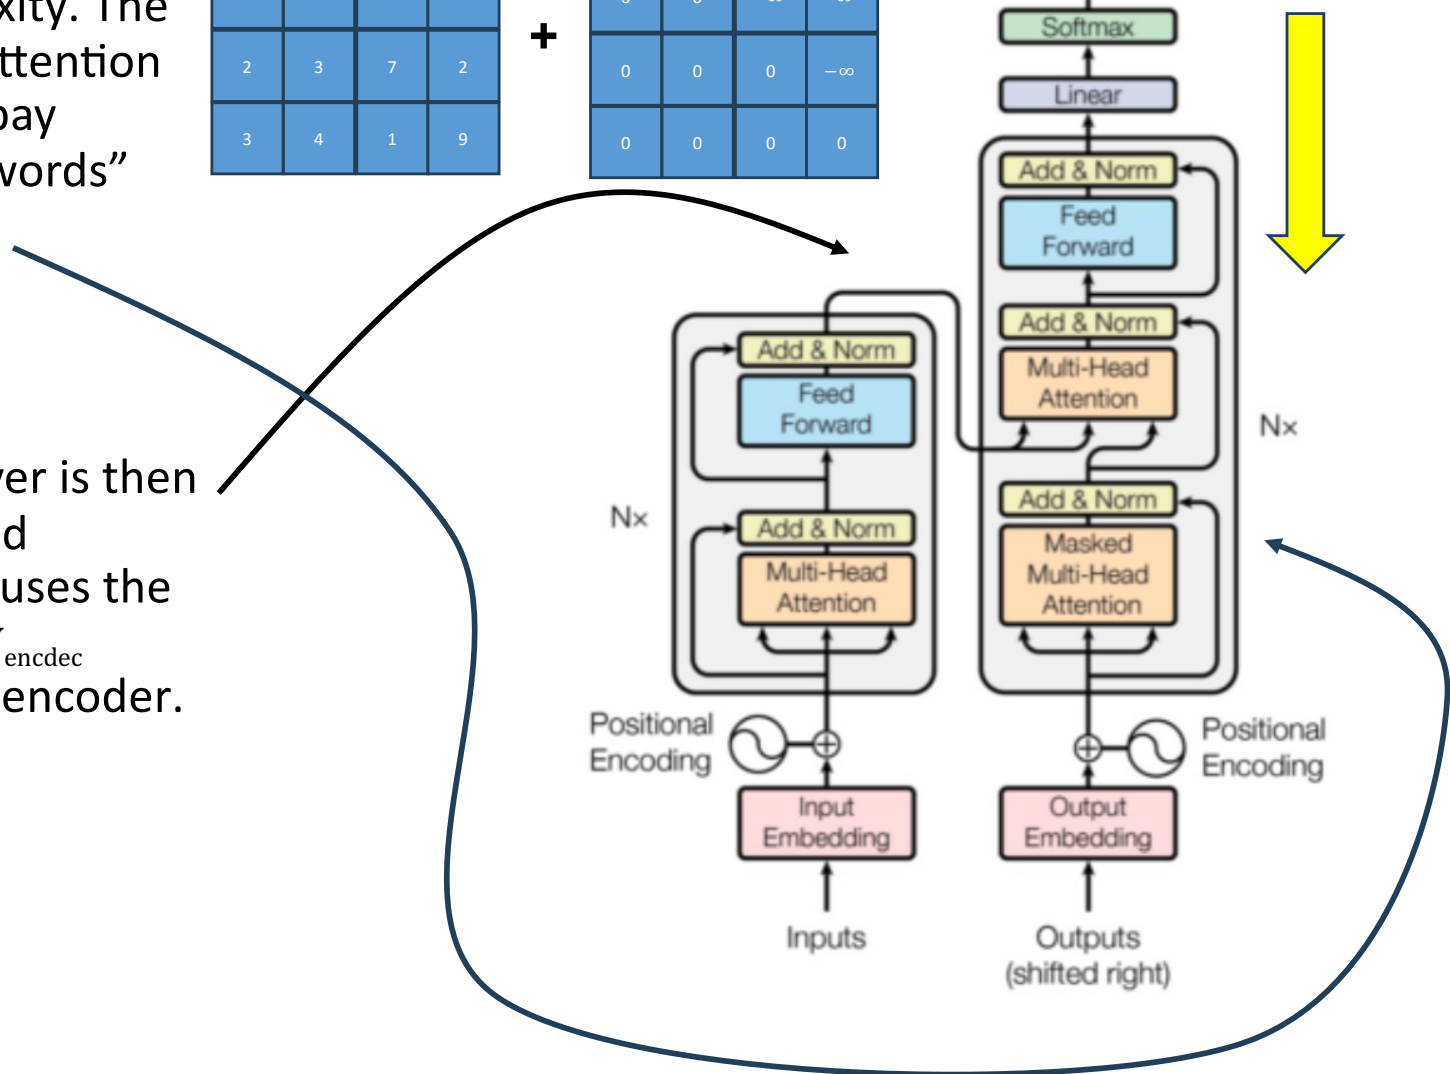 xity. The
ttention
pay
words”
2 3 7 2
3 4 1 9
+
0 0 −∞ −∞
0 0 0 −∞
0 0 0 0
ver is then
d
uses the
encdec
encoder.
Softmax
Linear
Add & Norm
Feed
Forward
Add & Norm
Multi-Head
Attention
Nx
Add & Norm
Masked
Multi-Head
Attention
Positional
Encoding
Output
Embedding
Outputs
(shifted right)
Add & Norm
Feed
Forward
Nx
Add & Norm
Multi-Head
Attention
Positional
Encoding
Input
Embedding
Inputs